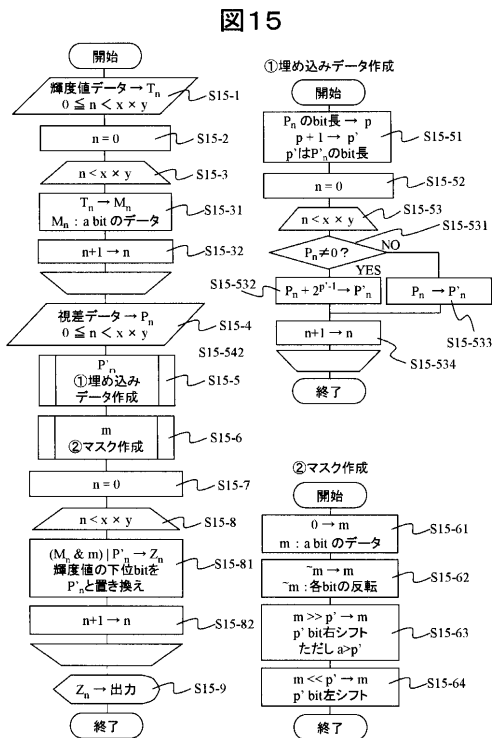 図15
開始
輝度値データ → Tn
0 ≦ n < x × y
S15-1
n = 0
S15-2
n < x × y
S15-3
Tn → Mn
Mn : a bit のデータ
S15-31
n+1 → n
S15-32
視差データ → Pn
0 ≦ n < x × y
S15-4
S15-542
P'n
①埋め込み
データ作成
S15-5
m
②マスク作成
S15-6
n = 0
S15-7
n < x × y
S15-8
(Mn & m) | P'n → Zn
輝度値の下位bitを
P'nと置き換え
S15-81
n+1 → n
S15-82
Zn → 出力
S15-9
終了
①埋め込みデータ作成
開始
Pn のbit長 → p
p + 1 → p'
p'はP'nのbit長
S15-51
n = 0
S15-52
n < x × y
S15-53
S15-531
Pn≠0 ?
NO
YES
S15-532
Pn + 2^p'-1 → P'n
Pn → P'n
S15-533
n+1 → n
S15-534
終了
②マスク作成
開始
0 → m
m : a bit のデータ
S15-61
~m → m
~m : 各bitの反転
S15-62
m >> p' → m
p' bit右シフト
ただし a>p'
S15-63
m << p' → m
p' bit左シフト
S15-64
終了